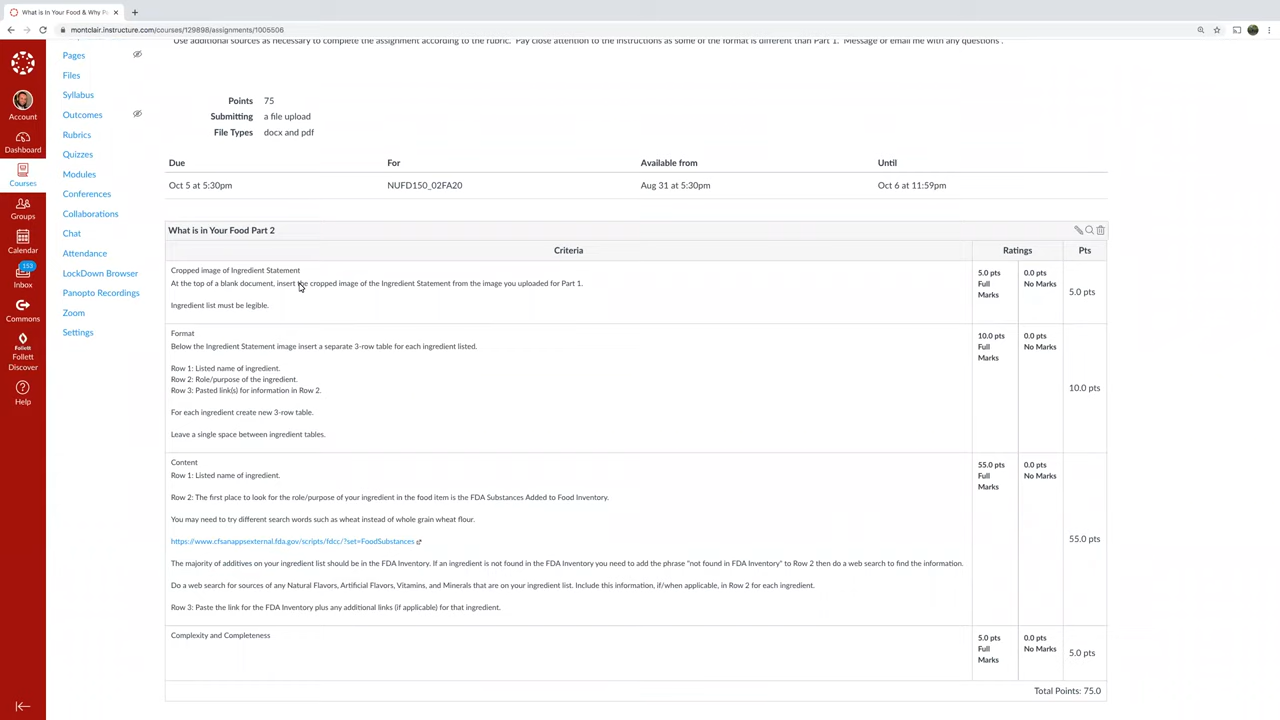 What is In Your Food & Why P
montclair.instructure.com/courses/129898/assignments/1005506
Account
Dashboard
Courses
Groups
Calendar
153
Inbox
Commons
Follett
Follett
Discover
Help
Pages
Files
Syllabus
Outcomes
Rubrics
Quizzes
Modules
Conferences
Collaborations
Chat
Attendance
LockDown Browser
Panopto Recordings
Zoom
Settings
Use additional sources as necessary to complete the assignment according to the rubric. Pay close attention to the instructions as some of the format is different than Part 1. Message or email me with any questions .
Points 75
Submitting a file upload
File Types docx and pdf
Due For Available from Until
Oct 5 at 5:30pm NUFD150_02FA20 Aug 31 at 5:30pm Oct 6 at 11:59pm
What is in Your Food Part 2
Criteria Ratings Pts
Cropped image of Ingredient Statement
At the top of a blank document, insert the cropped image of the Ingredient Statement from the image you uploaded for Part 1.
Ingredient list must be legible.
5.0 pts
Full
Marks
0.0 pts
No Marks
5.0 pts
Format
Below the Ingredient Statement image insert a separate 3-row table for each ingredient listed.
Row 1: Listed name of ingredient.
Row 2: Role/purpose of the ingredient.
Row 3: Pasted link(s) for information in Row 2.
For each ingredient create new 3-row table.
Leave a single space between ingredient tables.
10.0 pts
Full
Marks
0.0 pts
No Marks
10.0 pts
Content
Row 1: Listed name of ingredient.
Row 2: The first place to look for the role/purpose of your ingredient in the food item is the FDA Substances Added to Food Inventory.
You may need to try different search words such as wheat instead of whole grain wheat flour.
https://www.cfsanappsexternal.fda.gov/scripts/fdcc/?set=FoodSubstances
The majority of additives on your ingredient list should be in the FDA Inventory. If an ingredient is not found in the FDA Inventory you need to add the phrase "not found in FDA Inventory" to Row 2 then do a web search to find the information.
Do a web search for sources of any Natural Flavors, Artificial Flavors, Vitamins, and Minerals that are on your ingredient list. Include this information, if/when applicable, in Row 2 for each ingredient.
Row 3: Paste the link for the FDA Inventory plus any additional links (if applicable) for that ingredient.
55.0 pts
Full
Marks
0.0 pts
No Marks
55.0 pts
Complexity and Completeness
5.0 pts
Full
Marks
0.0 pts
No Marks
5.0 pts
Total Points: 75.0